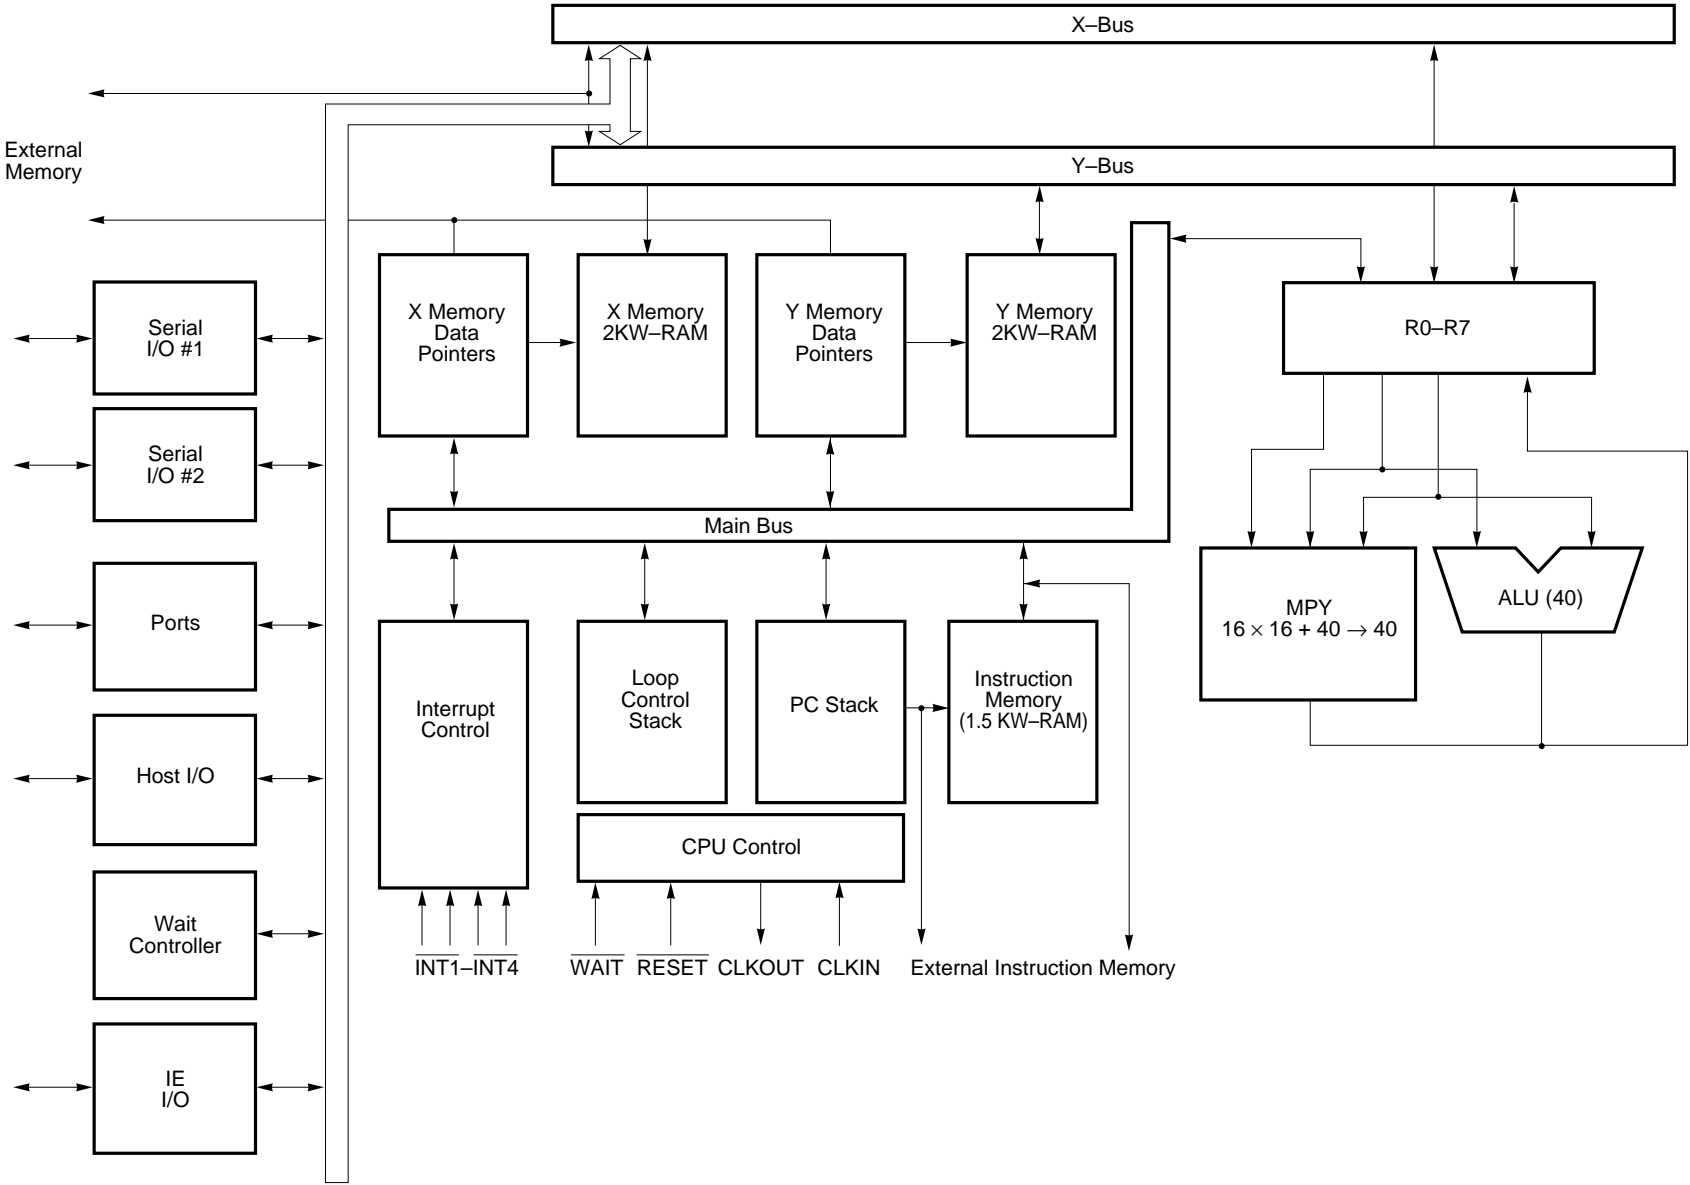 X–Bus
External
Memory
Y–Bus
X Memory
Data
Pointers
X Memory
2KW–RAM
Y Memory
Data
Pointers
Y Memory
2KW–RAM
R0–R7
Serial
I/O #1
Serial
I/O #2
Main Bus
Ports
MPY
16 × 16 + 40 → 40
ALU (40)
Interrupt
Control
Loop
Control
Stack
PC Stack
Instruction
Memory
(1.5 KW–RAM)
Host I/O
CPU Control
Wait
Controller
INT1–INT4
WAIT
RESET
CLKOUT
CLKIN
External Instruction Memory
IE
I/O